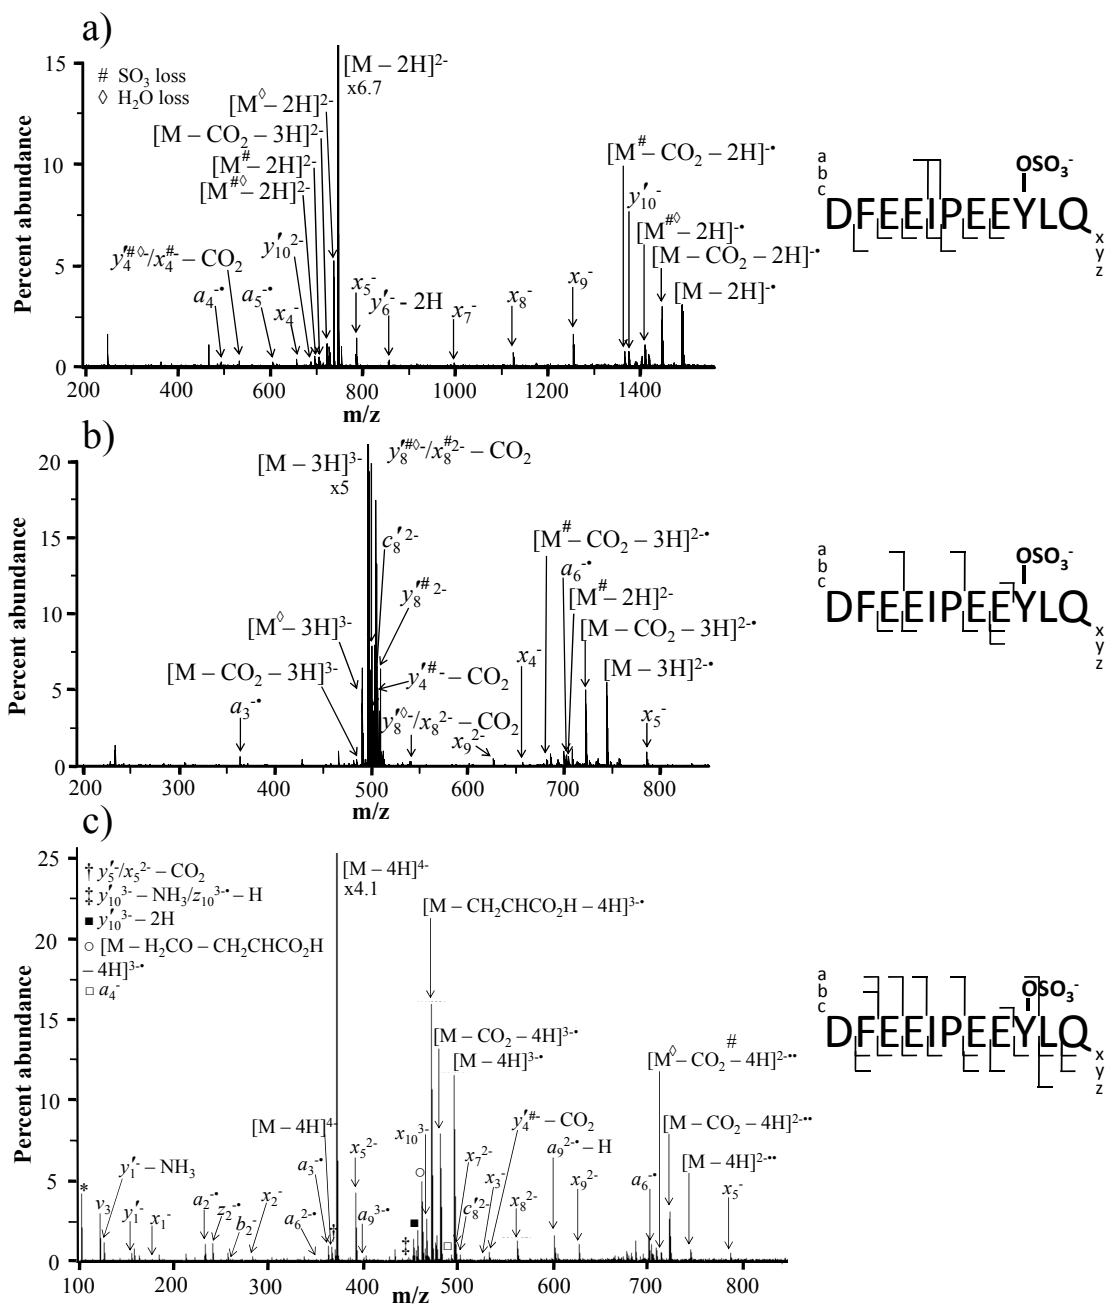 a)
# SO₃ loss
◊ H₂O loss
[M – 2H]²⁻
x6.7
[M◊ – 2H]²⁻
[M – CO₂ – 3H]²⁻
[M# – 2H]²⁻
[M#◊ – 2H]²⁻
y′₁₀²⁻
y′₄#◊⁻/x₄#⁻ – CO₂
a₄⁻•
a₅⁻•
x₄⁻
x₅⁻
y′₆⁻ - 2H
x₇⁻
x₈⁻
x₉⁻
[M# – CO₂ – 2H]⁻•
y′₁₀⁻
[M#◊ – 2H]⁻•
[M – CO₂ – 2H]⁻•
[M – 2H]⁻•
Percent abundance
15
10
5
0
200 400 600 800 1000 1200 1400
m/z
a
b
c
OSO₃⁻
DFEEIPEEYLQ
x
y
z
b)
[M – 3H]³⁻
x5
y′₈#◊⁻/x₈#²⁻ – CO₂
c₈′²⁻
y₈′#²⁻
[M◊ – 3H]³⁻
[M – CO₂ – 3H]³⁻
a₃⁻•
y₄′#⁻ – CO₂
y₈′◊⁻/x₈²⁻ – CO₂
x₉²⁻
x₄⁻
[M# – CO₂ – 3H]²⁻•
a₆⁻•
[M# – 2H]²⁻
[M – CO₂ – 3H]²⁻•
[M – 3H]²⁻•
x₅⁻
Percent abundance
20
15
10
5
0
200 300 400 500 600 700 800
m/z
a
b
c
OSO₃⁻
DFEEIPEEYLQ
x
y
z
c)
† y′₅⁻/x₅²⁻ – CO₂
‡ y′₁₀³⁻ – NH₃/z₁₀³⁻• – H
■ y′₁₀³⁻ – 2H
○ [M – H₂CO – CH₂CHCO₂H
– 4H]³⁻•
□ a₄⁻
[M – 4H]⁴⁻
x4.1
[M – CH₂CHCO₂H – 4H]³⁻•
[M – CO₂ – 4H]³⁻•
[M – 4H]³⁻•
[M◊ – CO₂# – 4H]²⁻••
[M – CO₂ – 4H]²⁻••
[M – 4H]²⁻••
[M – 4H]⁴⁻
*
v₃
y′₁⁻ – NH₃
y′₁⁻
x₁⁻
a₂⁻•
z₂⁻•
b₂⁻
x₂⁻
a₆²⁻•
a₃⁻•
†
x₅²⁻
a₉³⁻•
‡
■
○
□
x₁₀³⁻
x₇²⁻
c₈′²⁻
x₃⁻
y₄′#⁻ – CO₂
x₈²⁻
a₉²⁻• – H
x₉²⁻
a₆⁻•
x₅⁻
Percent abundance
25
20
15
10
5
0
100 200 300 400 500 600 700 800
m/z
a
b
c
OSO₃⁻
DFEEIPEEYLQ
x
y
z